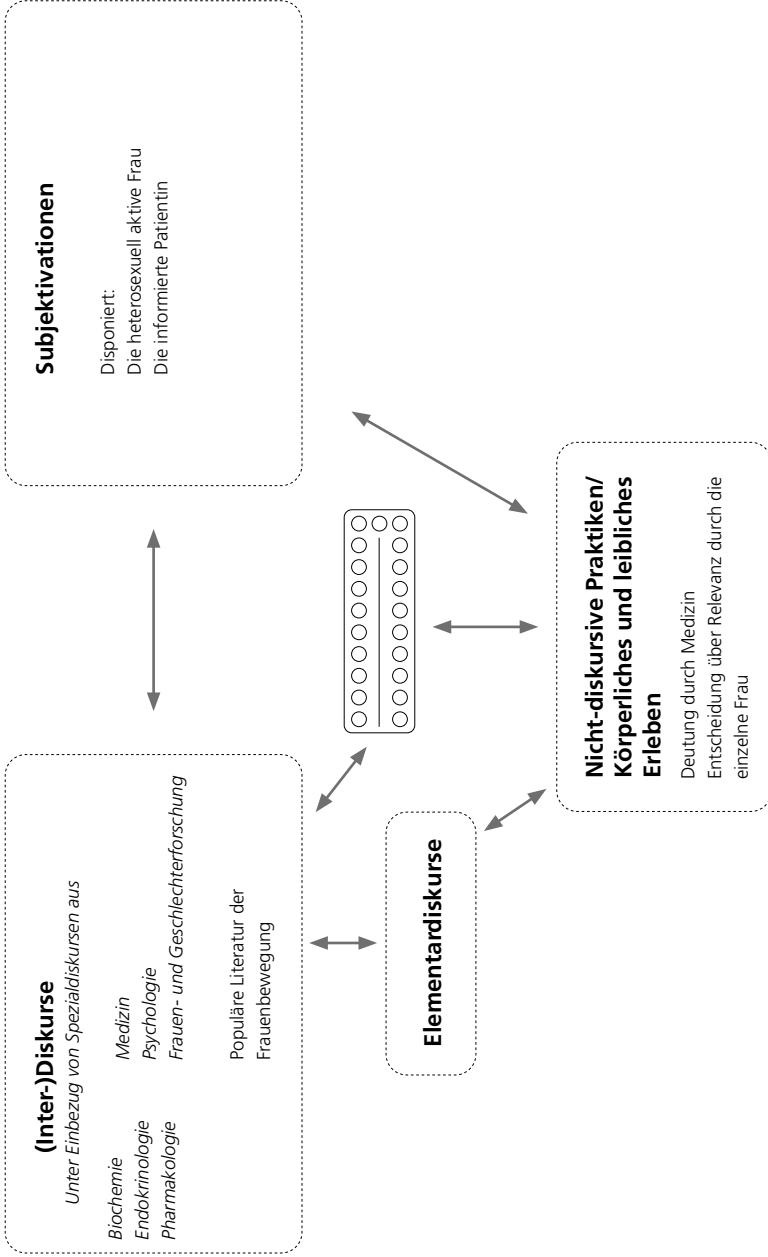 (Inter-)Diskurse
Unter Einbezug von Spezialdiskursen aus
Biochemie
Endokrinologie
Pharmakologie
Medizin
Psychologie
Frauen- und Geschlechterforschung
Populäre Literatur der
Frauenbewegung
Subjektivationen
Disponiert:
Die heterosexuell aktive Frau
Die informierte Patientin
Elementardiskurse
Nicht-diskursive Praktiken/
Körperliches und leibliches
Erleben
Deutung durch Medizin
Entscheidung über Relevanz durch die
einzelne Frau